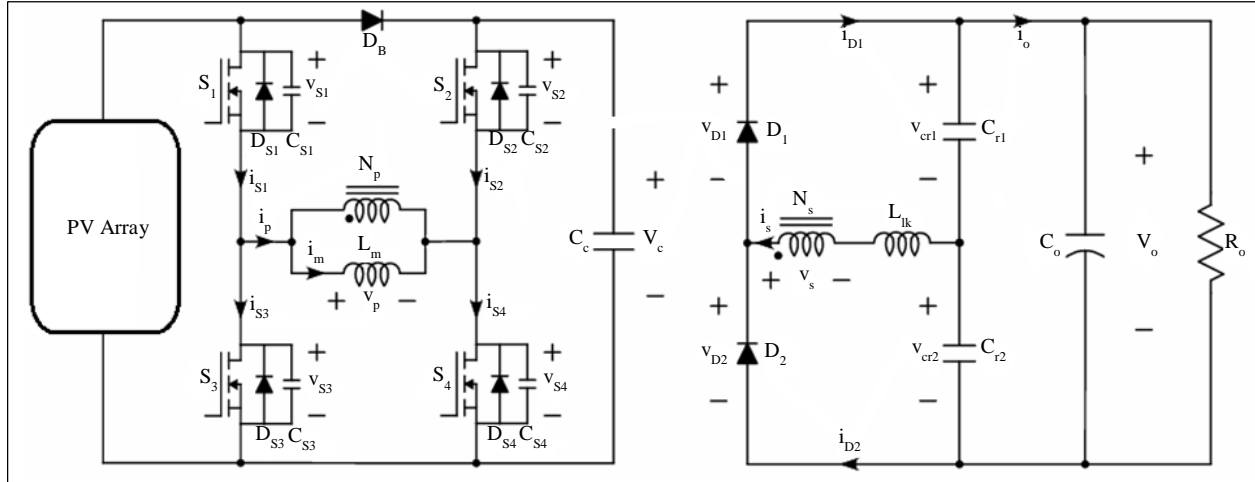 D_B
i_D1
i_o
S_1
v_S1
D_S1 C_S1
S_2
v_S2
D_S2 C_S2
v_D1
D_1
v_cr1
C_r1
PV Array
i_S1
i_S2
N_p
i_p
i_m
L_m
v_p
C_c
V_c
N_s
i_s
L_lk
v_s
C_o
V_o
R_o
i_S3
i_S4
S_3
v_S3
D_S3 C_S3
S_4
v_S4
D_S4 C_S4
v_D2
D_2
v_cr2
C_r2
i_D2